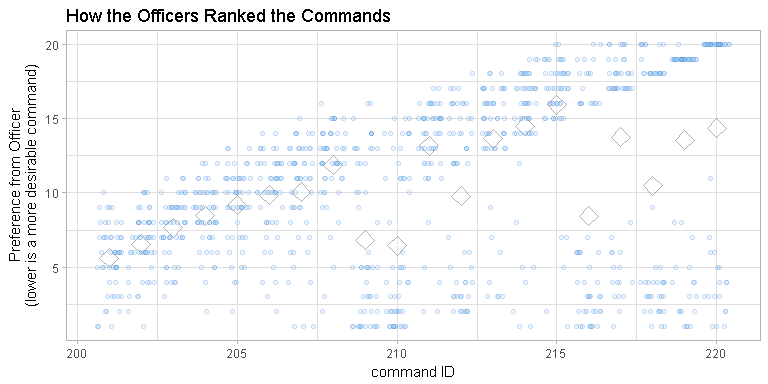 How the Officers Ranked the Commands
Preference from Officer
(lower is a more desirable command)
20
15
10
5
200
205
210
215
220
command ID